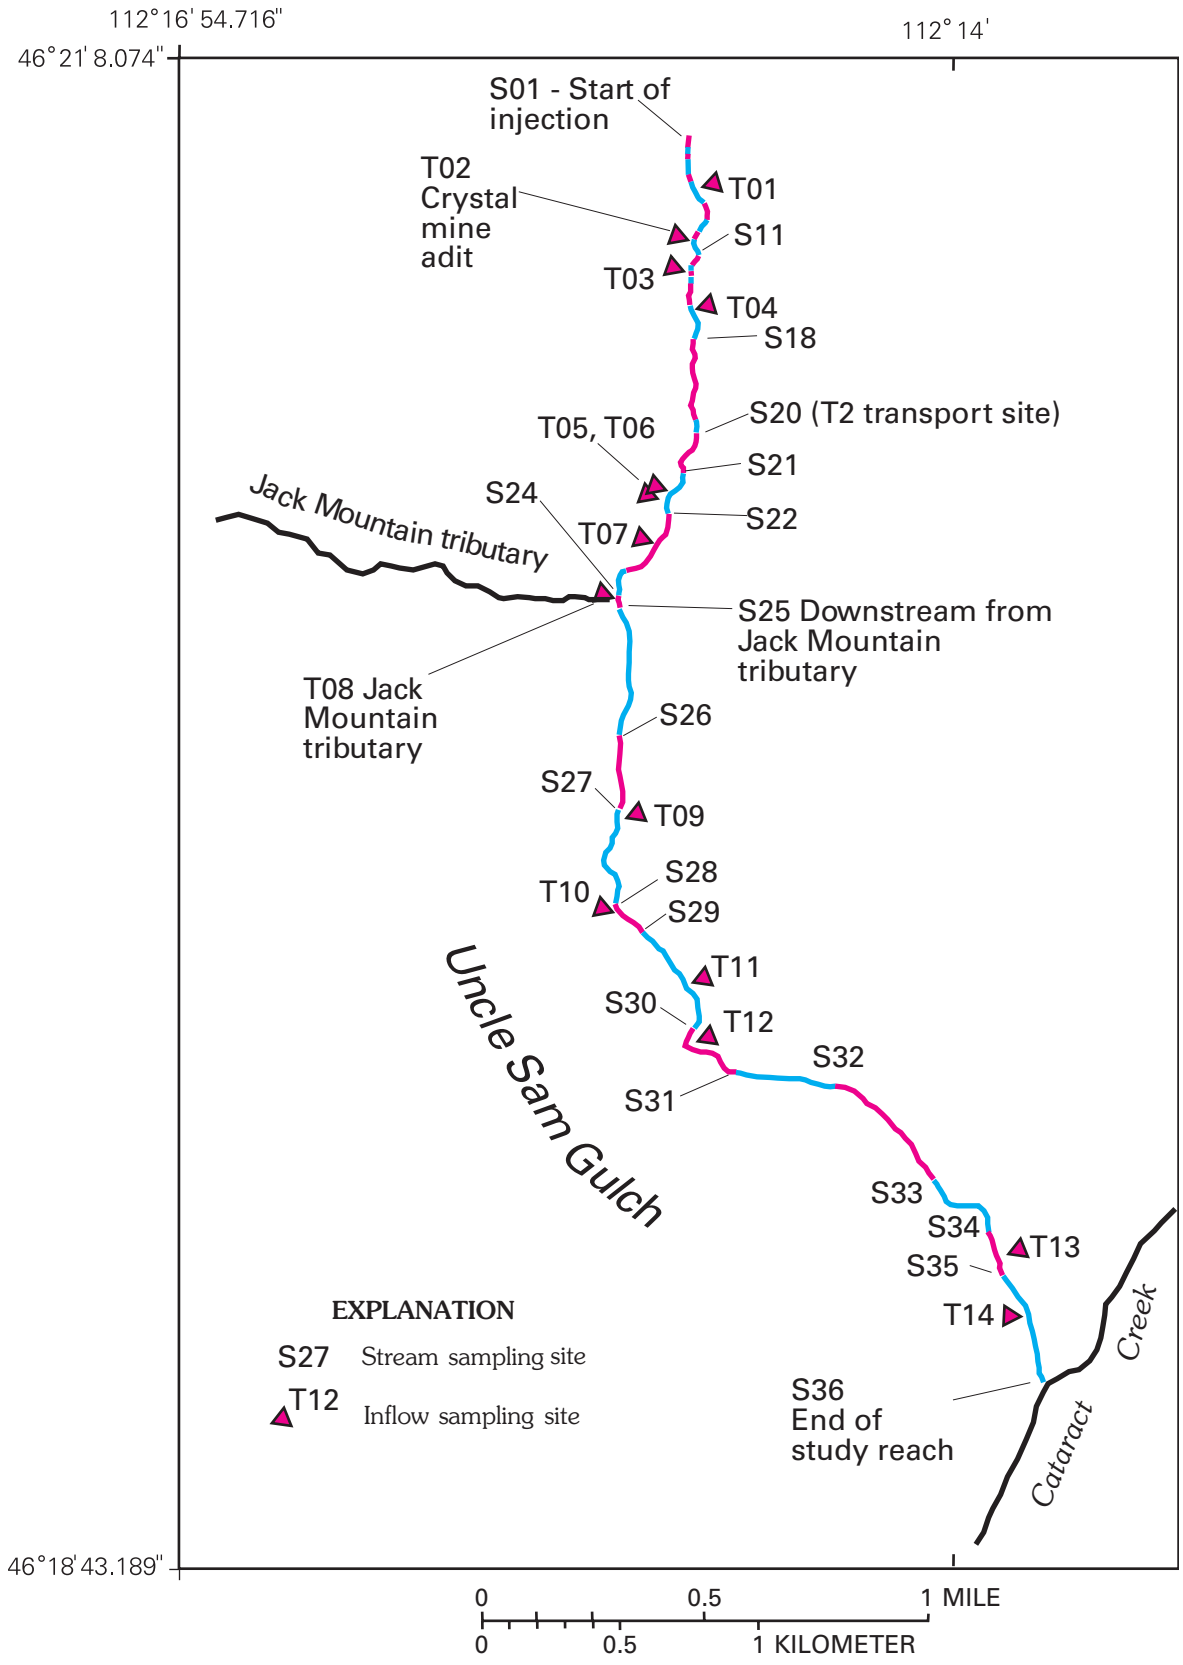 112°16'54.716"
112°14'
46°21'8.074"
S01 - Start of
injection
T02
Crystal
mine
adit
T01
S11
T03
T04
S18
S20 (T2 transport site)
T05, T06
S21
S24
S22
Jack Mountain tributary
T07
S25 Downstream from
Jack Mountain
tributary
T08 Jack
Mountain
tributary
S26
S27
T09
S28
T10
S29
Uncle Sam Gulch
T11
S30
T12
S32
S31
S33
S34
T13
S35
T14
EXPLANATION
S27 Stream sampling site
T12 Inflow sampling site
S36
End of
study reach
Cataract Creek
46°18'43.189"
0 0.5 1 MILE
0 0.5 1 KILOMETER